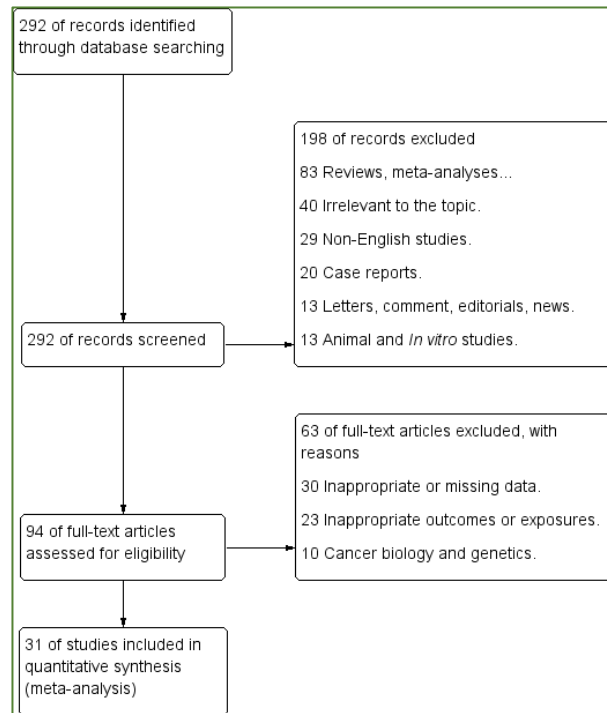 292 of records identified
through database searching
198 of records excluded
83 Reviews, meta-analyses...
40 Irrelevant to the topic.
29 Non-English studies.
20 Case reports.
13 Letters, comment, editorials, news.
13 Animal and In vitro studies.
292 of records screened
63 of full-text articles excluded, with
reasons
30 Inappropriate or missing data.
23 Inappropriate outcomes or exposures.
10 Cancer biology and genetics.
94 of full-text articles
assessed for eligibility
31 of studies included in
quantitative synthesis
(meta-analysis)